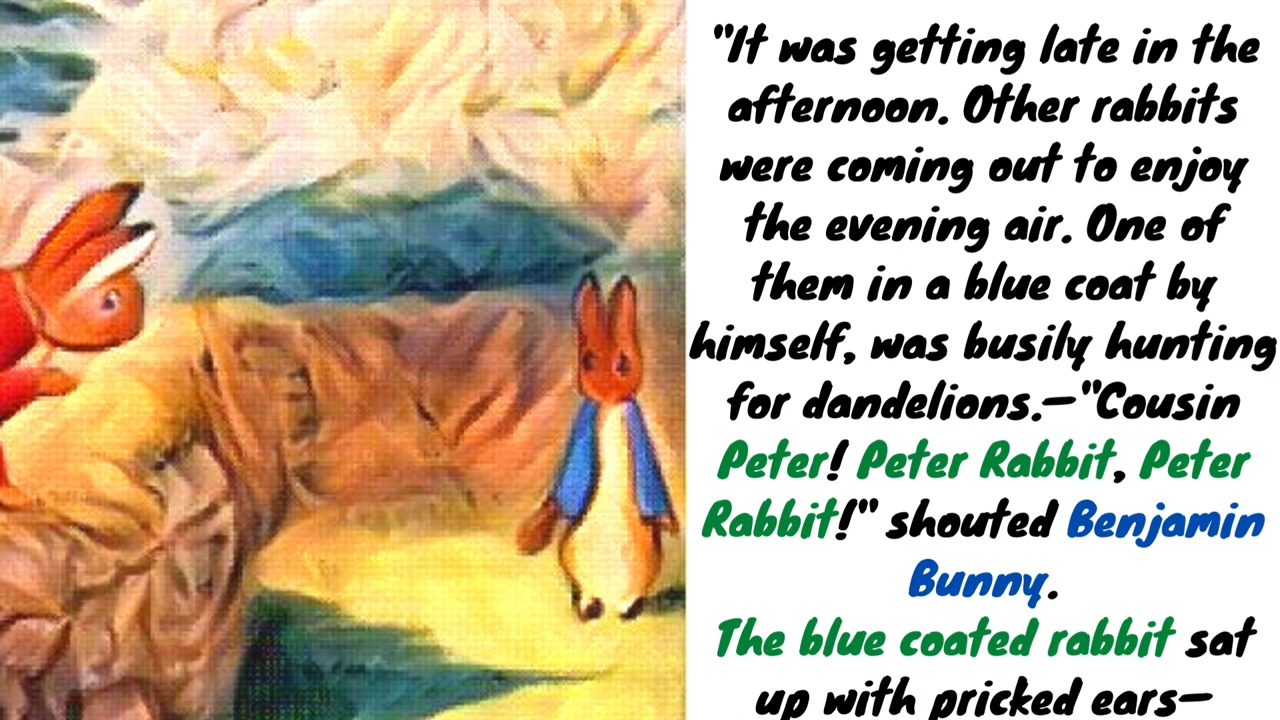 "It was getting late in the
afternoon. Other rabbits
were coming out to enjoy
the evening air. One of
them in a blue coat by
himself, was busily hunting
for dandelions.—"Cousin
Peter! Peter Rabbit, Peter
Rabbit!" shouted Benjamin
Bunny.
The blue coated rabbit sat
up with pricked ears—